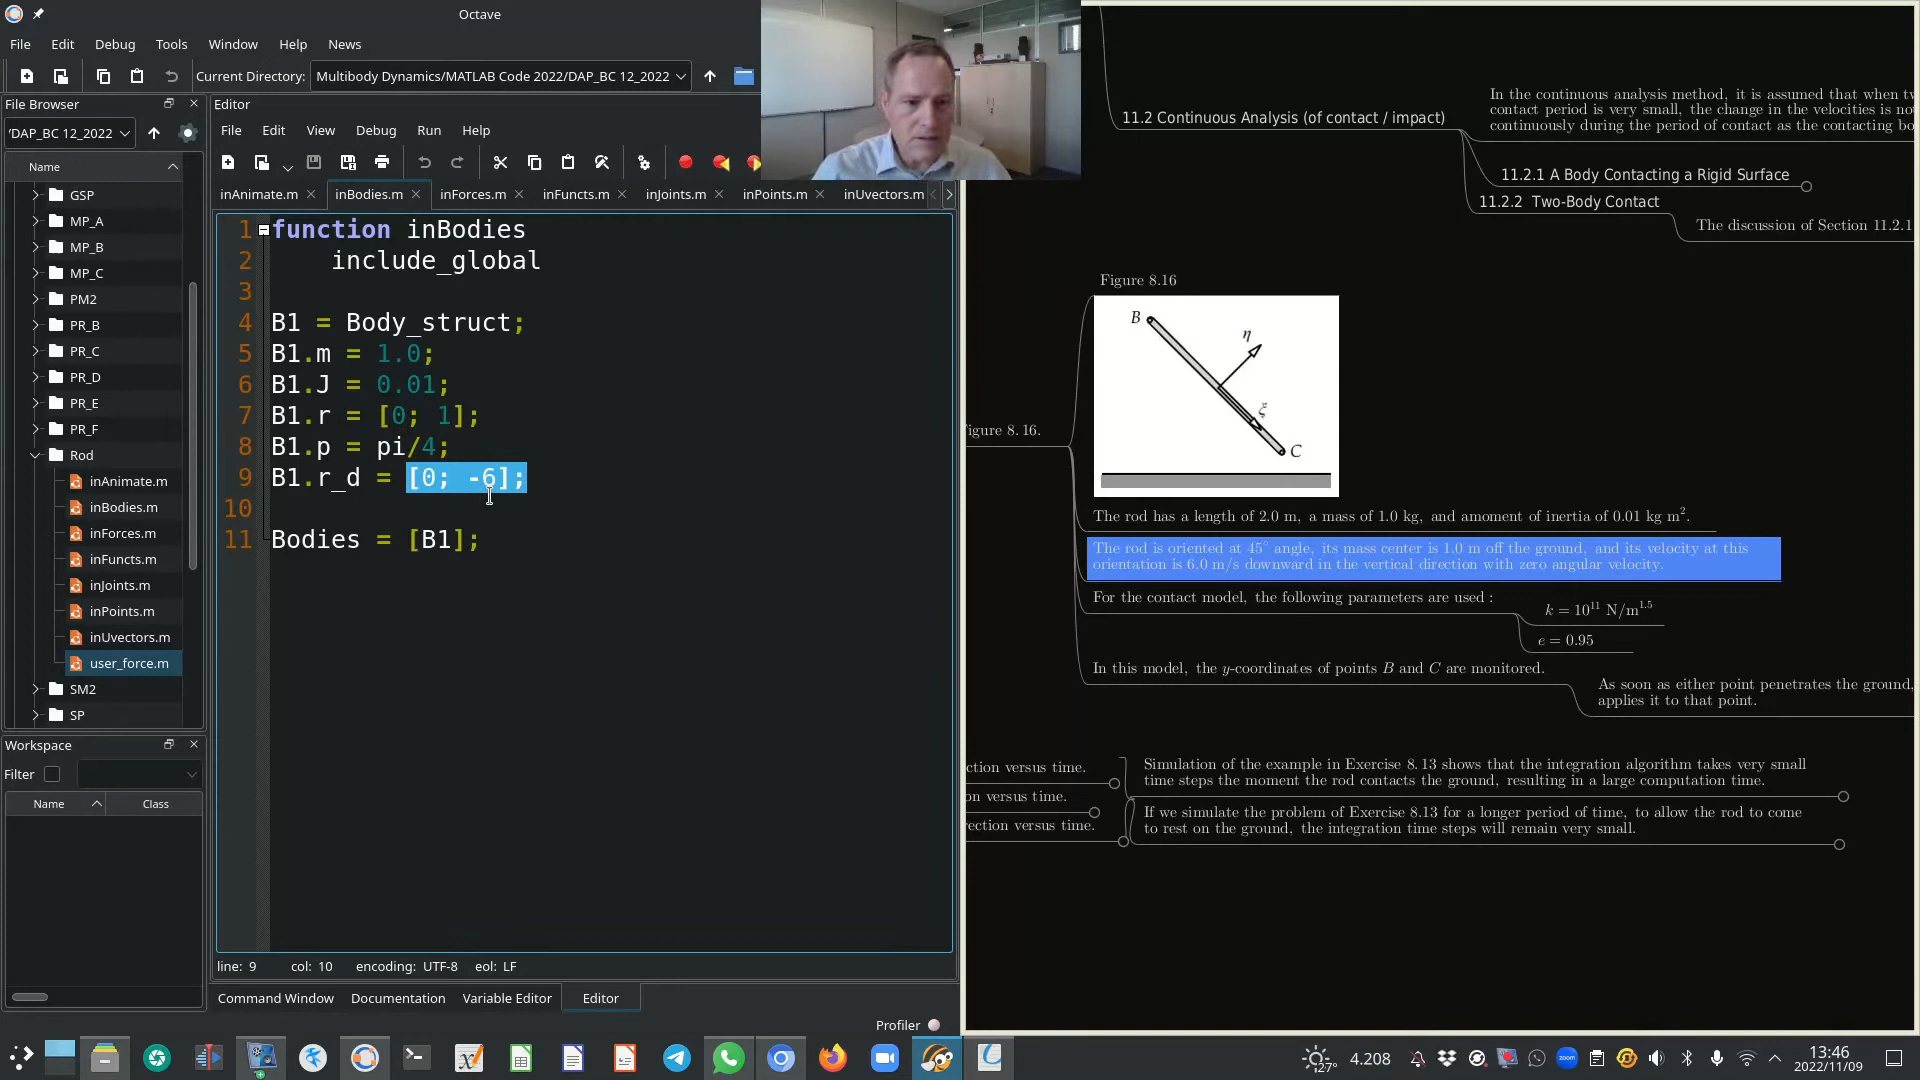 Octave
File Edit Debug Tools Window Help News
Current Directory: Multibody Dynamics/MATLAB Code 2022/DAP_BC 12_2022
File Browser
'DAP_BC 12_2022
Name
GSP
MP_A
MP_B
MP_C
PM2
PR_B
PR_C
PR_D
PR_E
PR_F
Rod
inAnimate.m
inBodies.m
inForces.m
inFuncts.m
inJoints.m
inPoints.m
inUvectors.m
user_force.m
SM2
SP
Workspace
Filter
Name Class
Editor
File Edit View Debug Run Help
inAnimate.m inBodies.m inForces.m inFuncts.m inJoints.m inPoints.m inUvectors.m
1 function inBodies
2 include_global
3
4 B1 = Body_struct;
5 B1.m = 1.0;
6 B1.J = 0.01;
7 B1.r = [0; 1];
8 B1.p = pi/4;
9 B1.r_d = [0; -6];
10
11 Bodies = [B1];
line: 9 col: 10 encoding: UTF-8 eol: LF
Command Window Documentation Variable Editor Editor
Profiler
11.2 Continuous Analysis (of contact / impact)
In the continuous analysis method, it is assumed that when tw
contact period is very small, the change in the velocities is no
continuously during the period of contact as the contacting bo
11.2.1 A Body Contacting a Rigid Surface
11.2.2 Two-Body Contact
The discussion of Section 11.2.1
Figure 8.16
B
η
ξ
C
igure 8.16.
The rod has a length of 2.0 m, a mass of 1.0 kg, and amoment of inertia of 0.01 kg m².
The rod is oriented at 45° angle, its mass center is 1.0 m off the ground, and its velocity at this
orientation is 6.0 m/s downward in the vertical direction with zero angular velocity.
For the contact model, the following parameters are used :
k = 10¹¹ N/m¹·⁵
e = 0.95
In this model, the y-coordinates of points B and C are monitored.
As soon as either point penetrates the ground,
applies it to that point.
ction versus time.
on versus time.
rection versus time.
Simulation of the example in Exercise 8.13 shows that the integration algorithm takes very small
time steps the moment the rod contacts the ground, resulting in a large computation time.
If we simulate the problem of Exercise 8.13 for a longer period of time, to allow the rod to come
to rest on the ground, the integration time steps will remain very small.
27°
4.208
zoom
13:46
2022/11/09